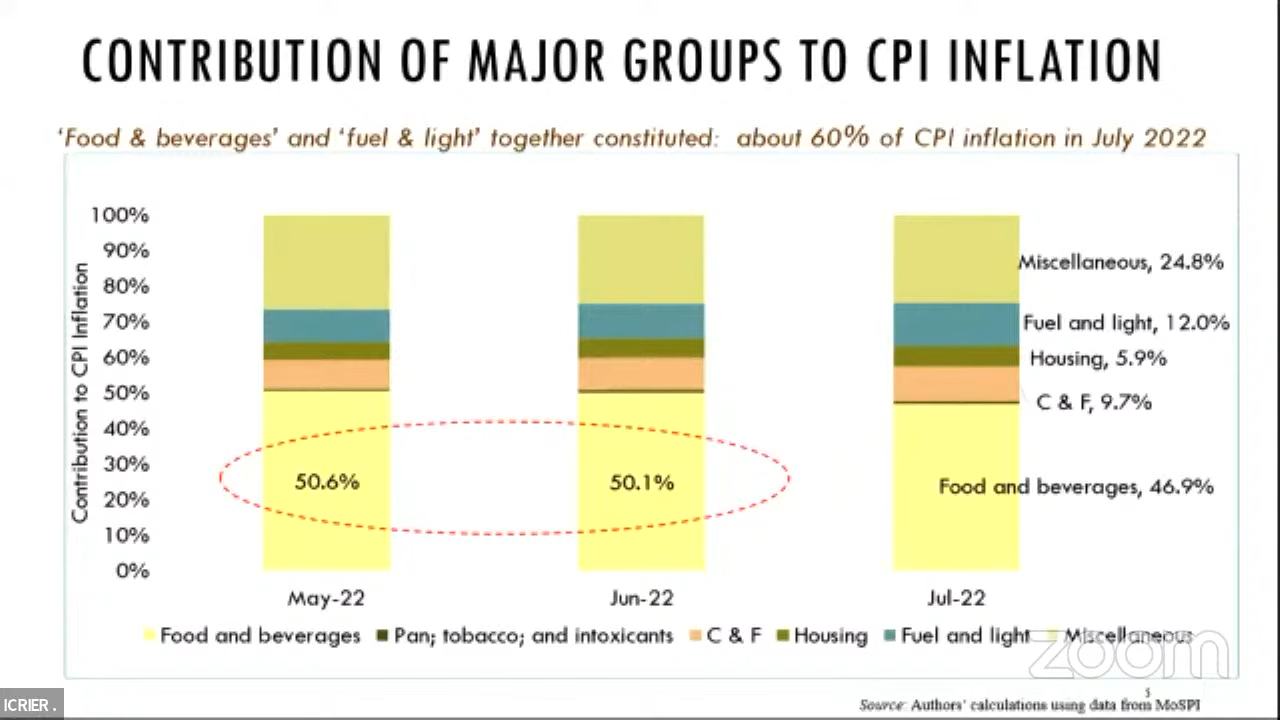 CONTRIBUTION OF MAJOR GROUPS TO CPI INFLATION
‘Food & beverages’ and ‘fuel & light’ together constituted: about 60% of CPI inflation in July 2022
Contribution to CPI Inflation
100%
90%
80%
70%
60%
50%
40%
30%
20%
10%
0%
50.6%
50.1%
Miscellaneous, 24.8%
Fuel and light, 12.0%
Housing, 5.9%
C & F, 9.7%
Food and beverages, 46.9%
May-22 Jun-22 Jul-22
Food and beverages Pan; tobacco; and intoxicants C & F Housing Fuel and light Miscellaneous
zoom
5
Source: Authors' calculations using data from MoSPI
ICRIER .